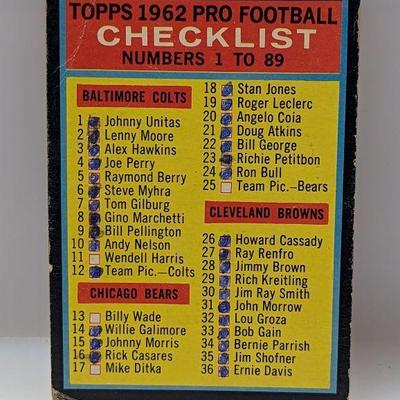 TOPPS 1962 PRO FOOTBALL
CHECKLIST
NUMBERS 1 TO 89
BALTIMORE COLTS
1 Johnny Unitas
2 Lenny Moore
3 Alex Hawkins
4 Joe Perry
5 Raymond Berry
6 Steve Myhra
7 Tom Gilburg
8 Gino Marchetti
9 Bill Pellington
10 Andy Nelson
11 Wendell Harris
12 Team Pic.—Colts
CHICAGO BEARS
13 Billy Wade
14 Willie Galimore
15 Johnny Morris
16 Rick Casares
17 Mike Ditka
18 Stan Jones
19 Roger Leclerc
20 Angelo Coia
21 Doug Atkins
22 Bill George
23 Richie Petitbon
24 Ron Bull
25 Team Pic.—Bears
CLEVELAND BROWNS
26 Howard Cassady
27 Ray Renfro
28 Jimmy Brown
29 Rich Kreitling
30 Jim Ray Smith
31 John Morrow
32 Lou Groza
33 Bob Gain
34 Bernie Parrish
35 Jim Shofner
36 Ernie Davis